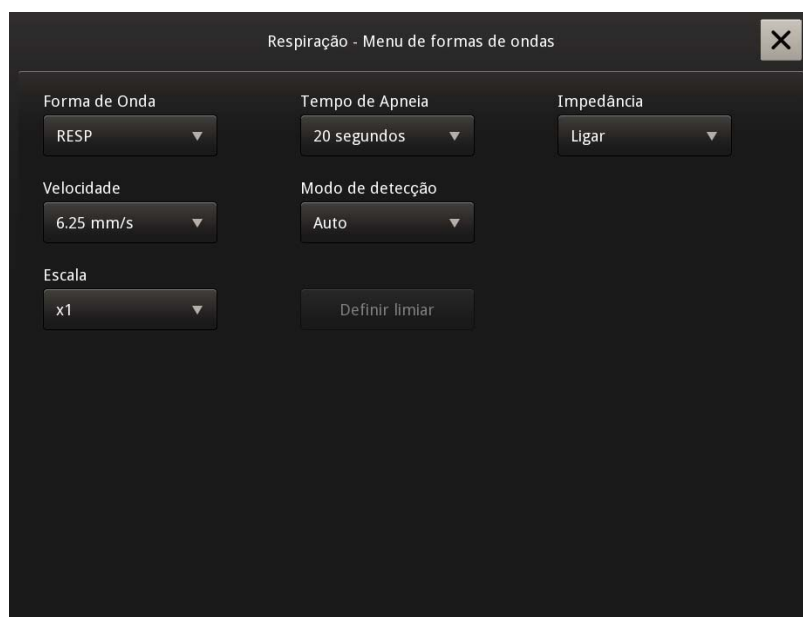 Respiração - Menu de formas de ondas
Forma de Onda
Tempo de Apneia
Impedância
RESP
20 segundos
Ligar
Velocidade
Modo de detecção
6.25 mm/s
Auto
Escala
x1
Definir limiar